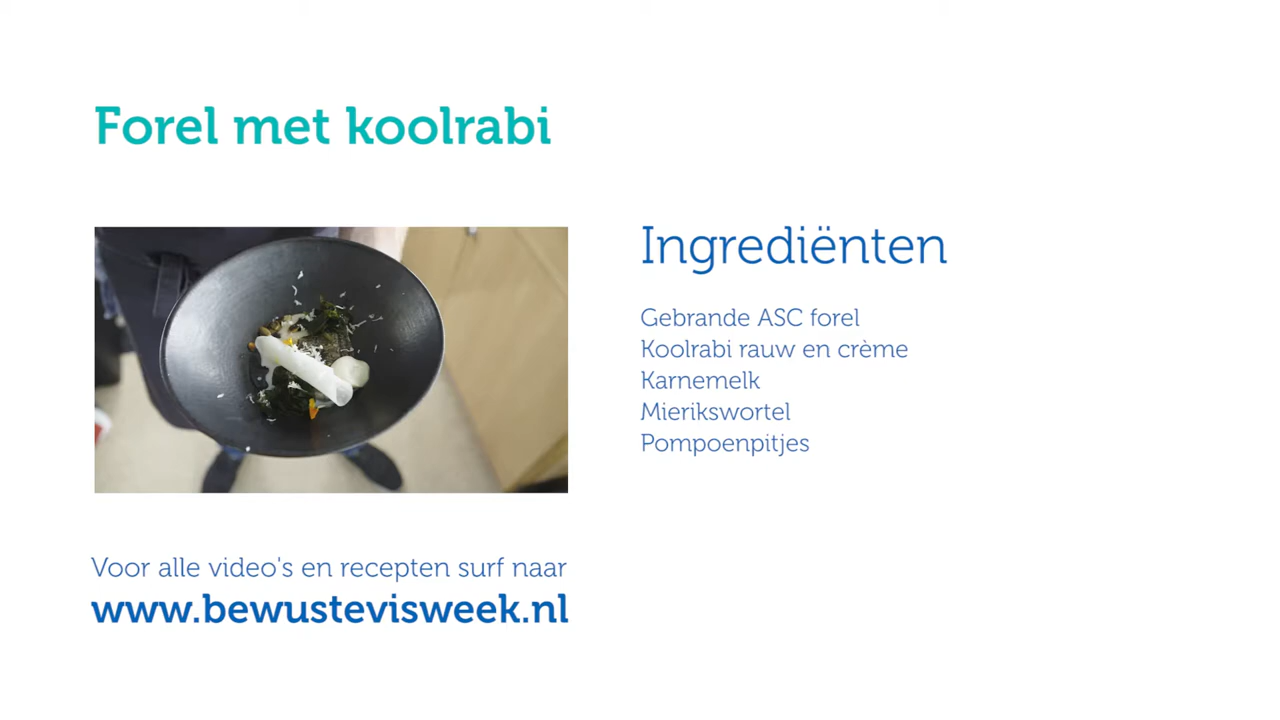 Forel met koolrabi
Ingrediënten
Gebrande ASC forel
Koolrabi rauw en crème
Karnemelk
Mierikswortel
Pompoenpitjes
Voor alle video's en recepten surf naar
www.bewustevisweek.nl